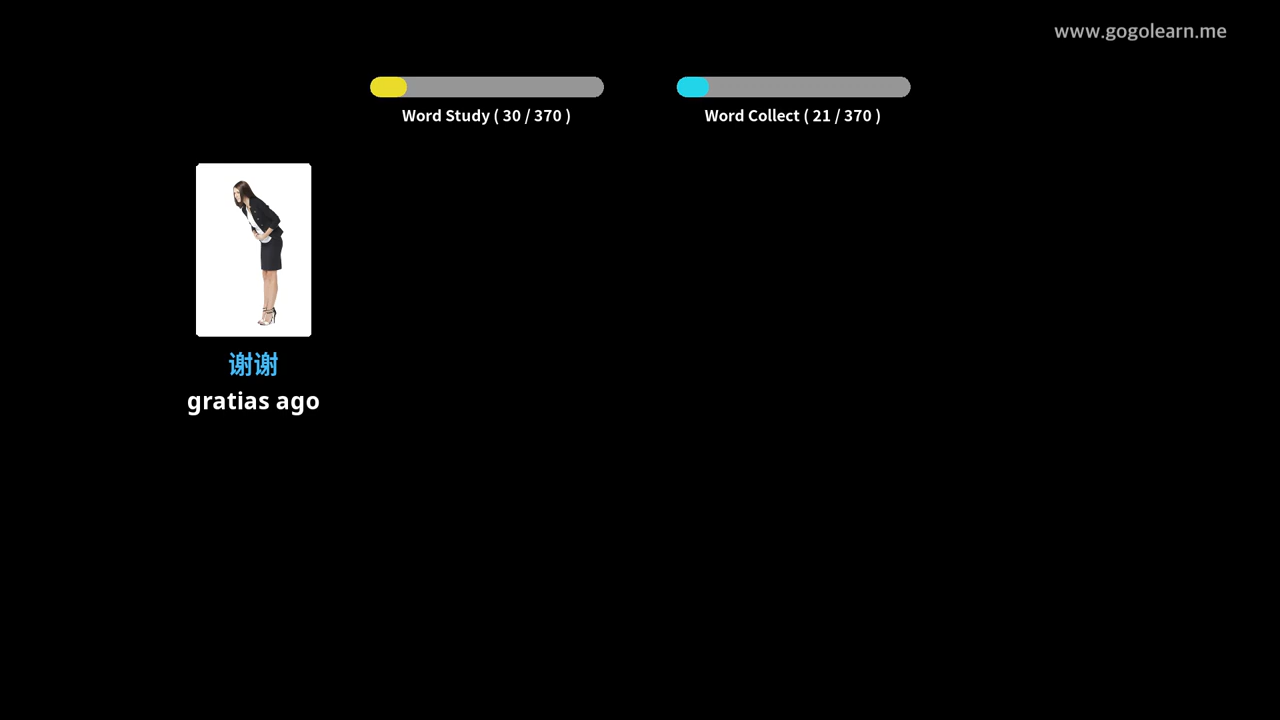 www.gogolearn.me
Word Study ( 30 / 370 )
Word Collect ( 21 / 370 )
谢谢
gratias ago